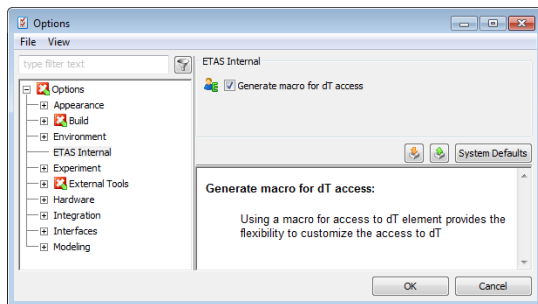 Options
File View
type filter text
Options
Appearance
Build
Environment
ETAS Internal
Experiment
External Tools
Hardware
Integration
Interfaces
Modeling
ETAS Internal
Generate macro for dT access
System Defaults
Generate macro for dT access:
Using a macro for access to dT element provides the
flexibility to customize the access to dT
OK Cancel